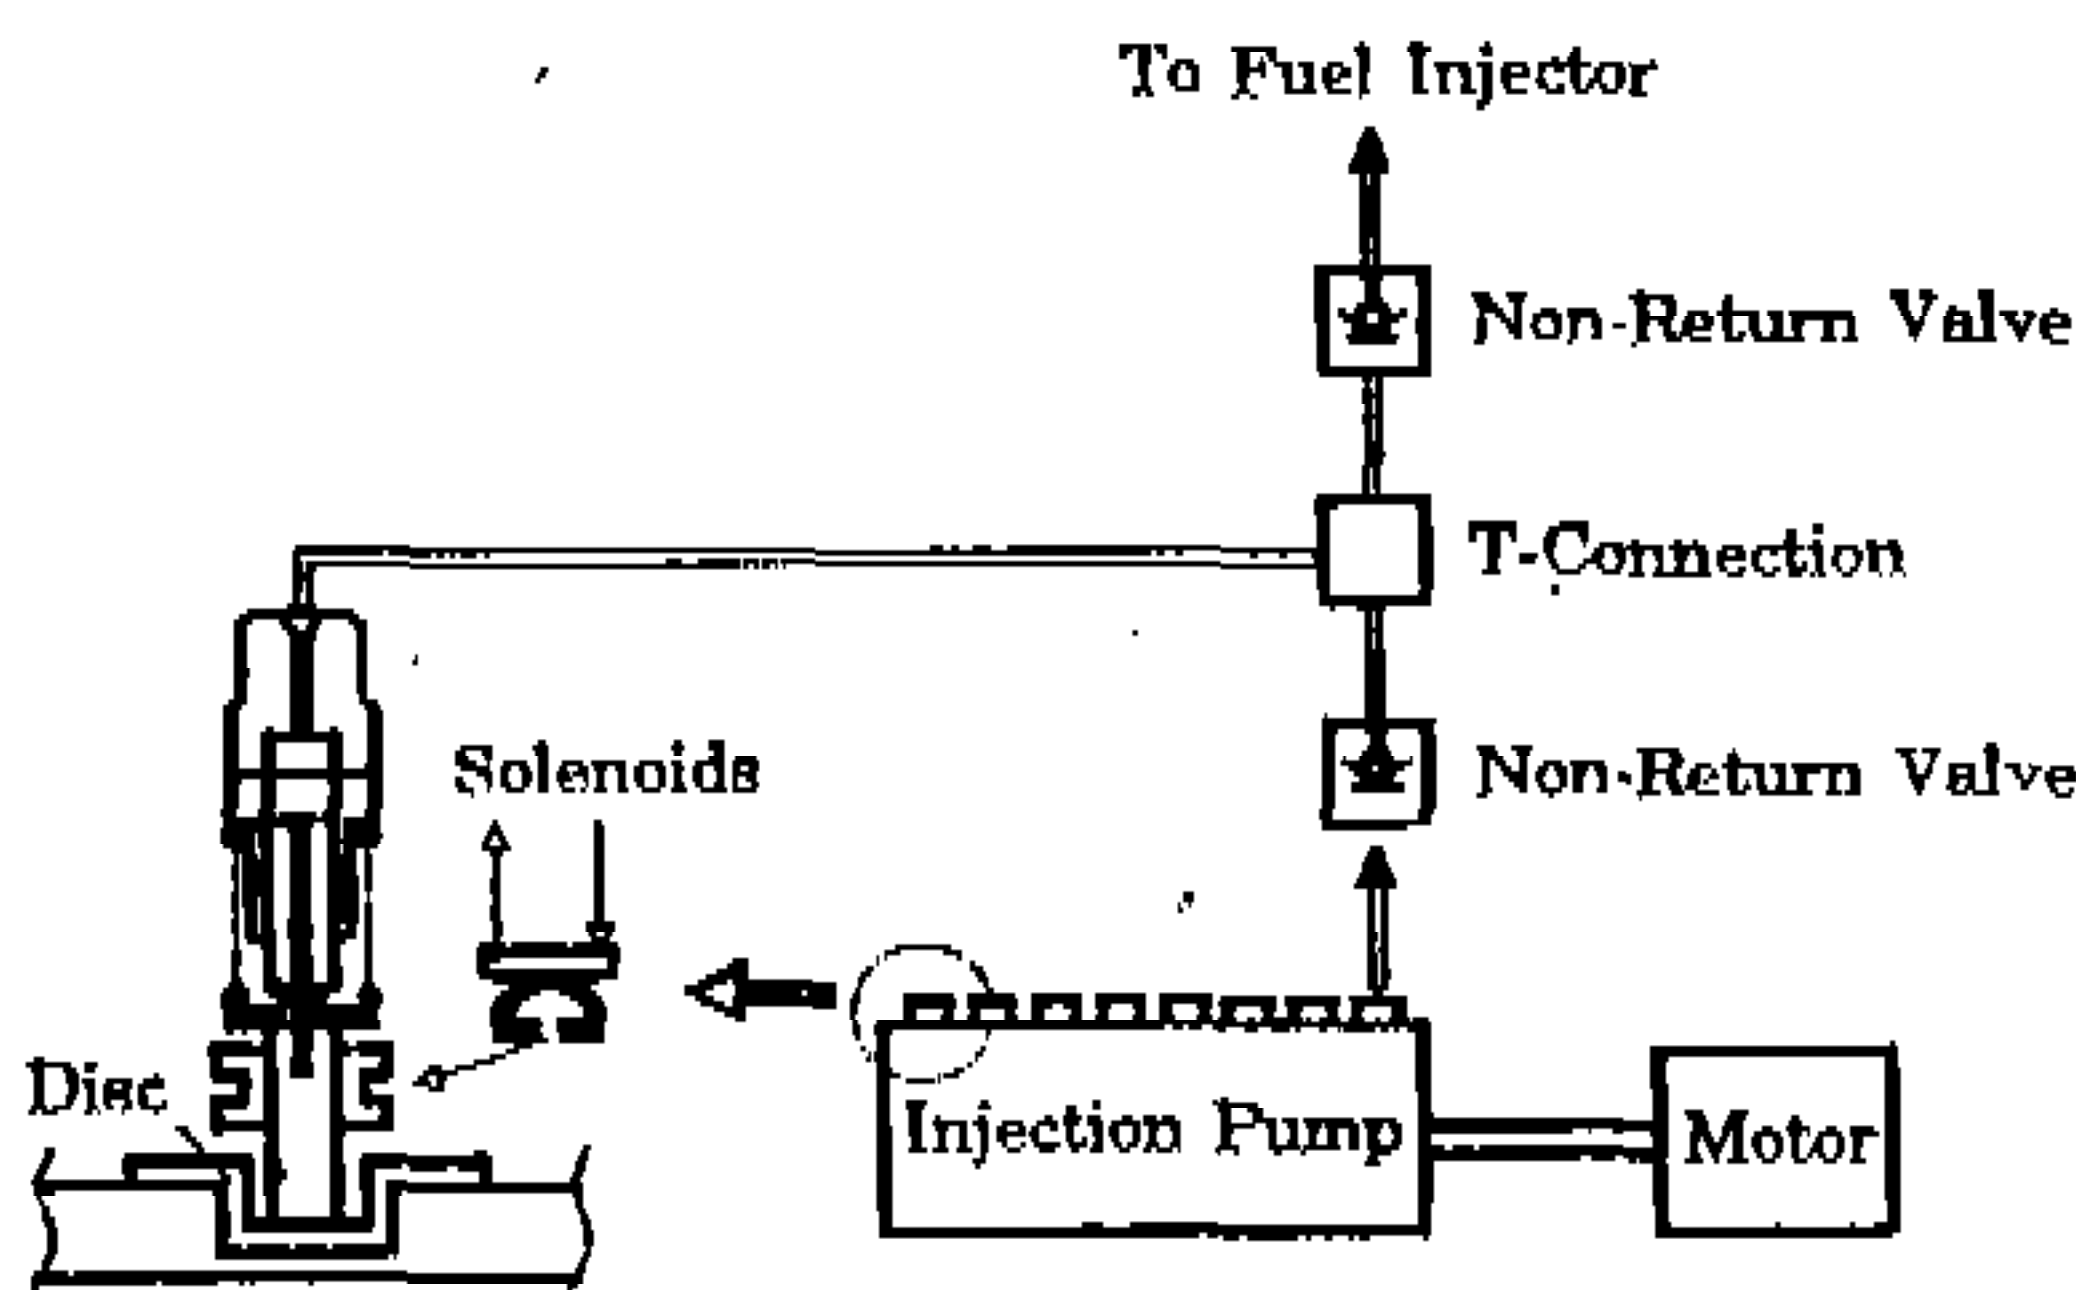 To Fuel Injector
Non-Return Valve
T-Connection
Solenoids
Non-Return Valve
Disc
Injection Pump
Motor